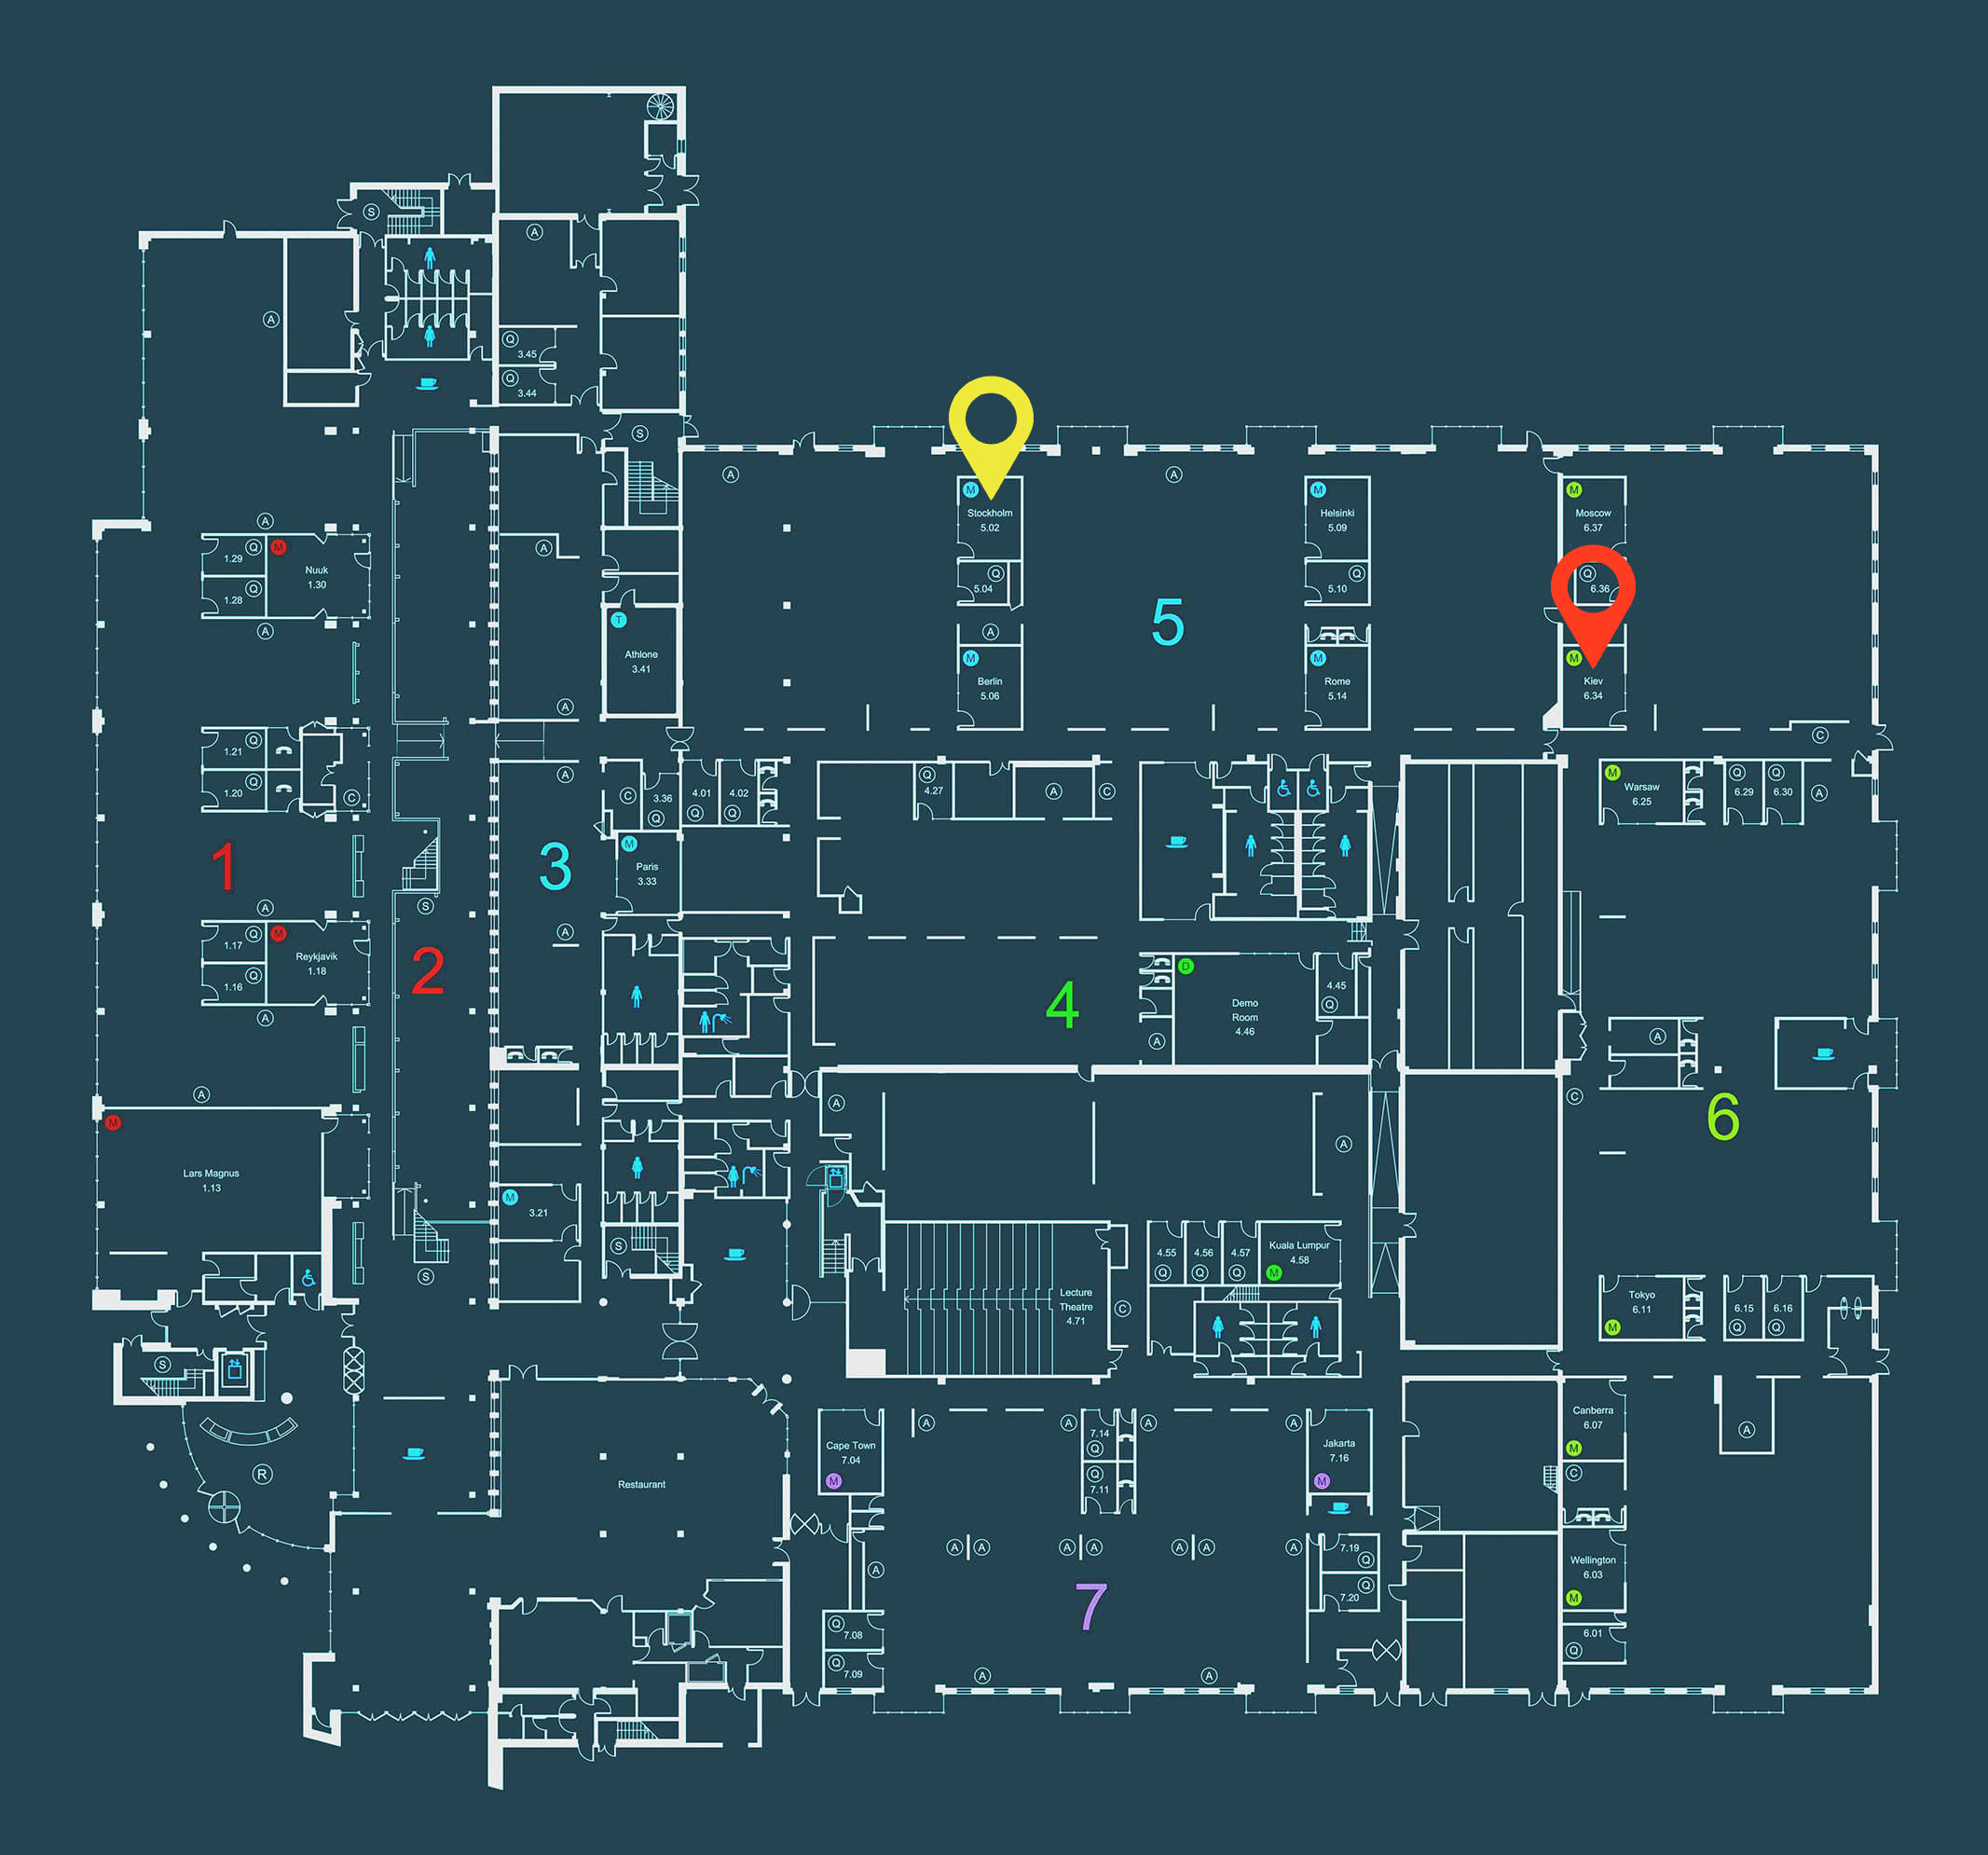 S
A
A
Q
3.45
Q
3.44
S
A
A
M
Stockholm
5.02
M
Helsinki
5.09
M
Moscow
6.37
A
1.29
Q
M
Nuuk
1.30
1.28
Q
A
A
Q
5.04
Q
5.10
Q
6.36
T
Athlone
3.41
5
A
M
Berlin
5.06
M
Rome
5.14
M
Kiev
6.34
A
1.21
Q
1.20
Q
C
A
C
3.36
Q
4.01
Q
4.02
Q
Q
4.27
A
C
C
M
Warsaw
6.25
Q
6.29
Q
6.30
A
1
3
M
Paris
3.33
A
S
A
1.17
Q
M
Reykjavik
1.18
1.16
Q
A
2
4
D
Demo
Room
4.46
4.45
Q
A
A
A
M
Lars Magnus
1.13
A
A
C
6
M
3.21
S
S
4.55
Q
4.56
Q
4.57
Q
Kuala Lumpur
4.58
M
Lecture
Theatre
4.71
C
Tokyo
6.11
M
6.15
Q
6.16
Q
S
R
Restaurant
Cape Town
7.04
M
A
A
7.14
Q
Q
7.11
A
A
Jakarta
7.16
M
Canberra
6.07
M
C
A
A
A
A
A
A
A
A
A
7.19
Q
Q
7.20
Wellington
6.03
M
7
Q
7.08
Q
7.09
A
A
6.01
Q